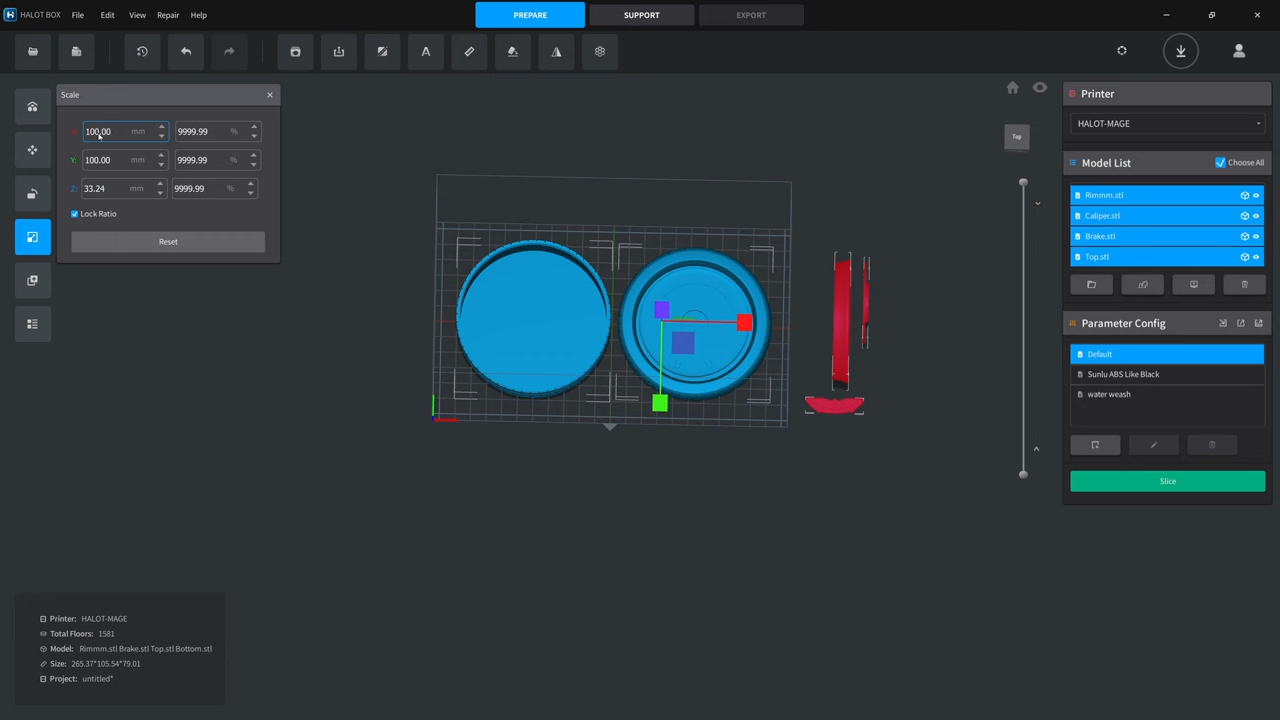 HALOT BOX File Edit View Repair Help PREPARE SUPPORT EXPORT
Scale
X: 100.00 mm 9999.99 %
Y: 100.00 mm 9999.99 %
Z: 33.24 mm 9999.99 %
Lock Ratio
Reset
Top
Printer
HALOT-MAGE
Model List Choose All
Rimmm.stl
Caliper.stl
Brake.stl
Top.stl
Parameter Config
Default
Sunlu ABS Like Black
water weash
Slice
Printer: HALOT-MAGE
Total Floors: 1581
Model: Rimmm.stl Brake.stl Top.stl Bottom.stl
Size: 265.37*105.54*79.01
Project: untitled*